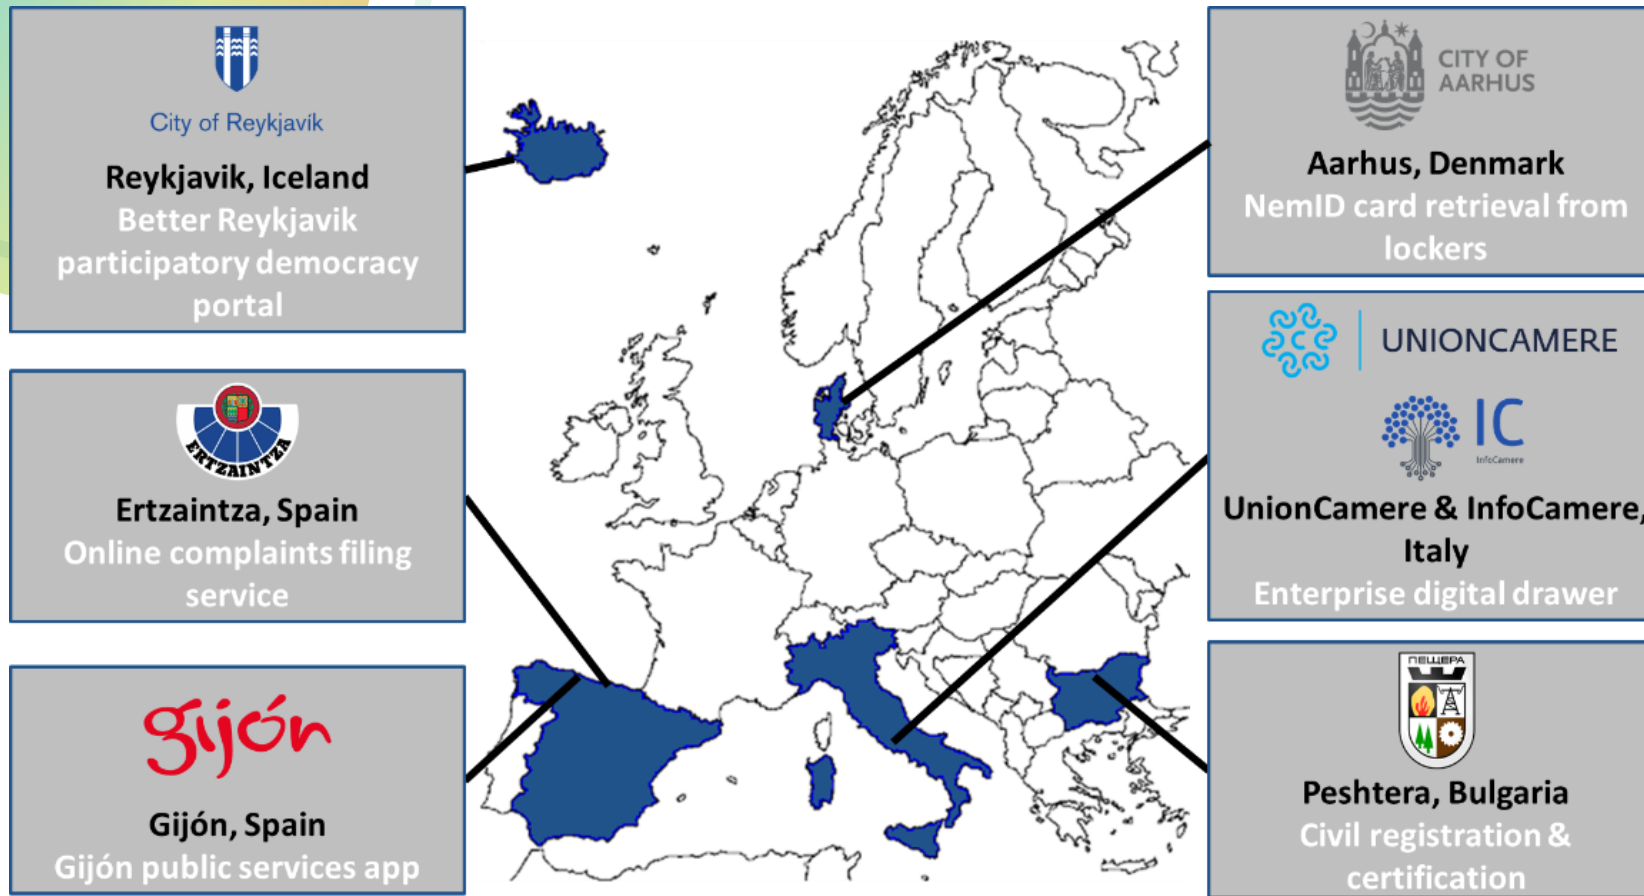 City of Reykjavík
Reykjavik, Iceland
Better Reykjavik
participatory democracy
portal
ERTZAINTZA
Ertzaintza, Spain
Online complaints filing
service
gijón
Gijón, Spain
Gijón public services app
CITY OF
AARHUS
Aarhus, Denmark
NemID card retrieval from
lockers
C
UNIONCAMERE
IC
InfoCamere
UnionCamere & InfoCamere,
Italy
Enterprise digital drawer
ПЕЩЕРА
Peshtera, Bulgaria
Civil registration &
certification